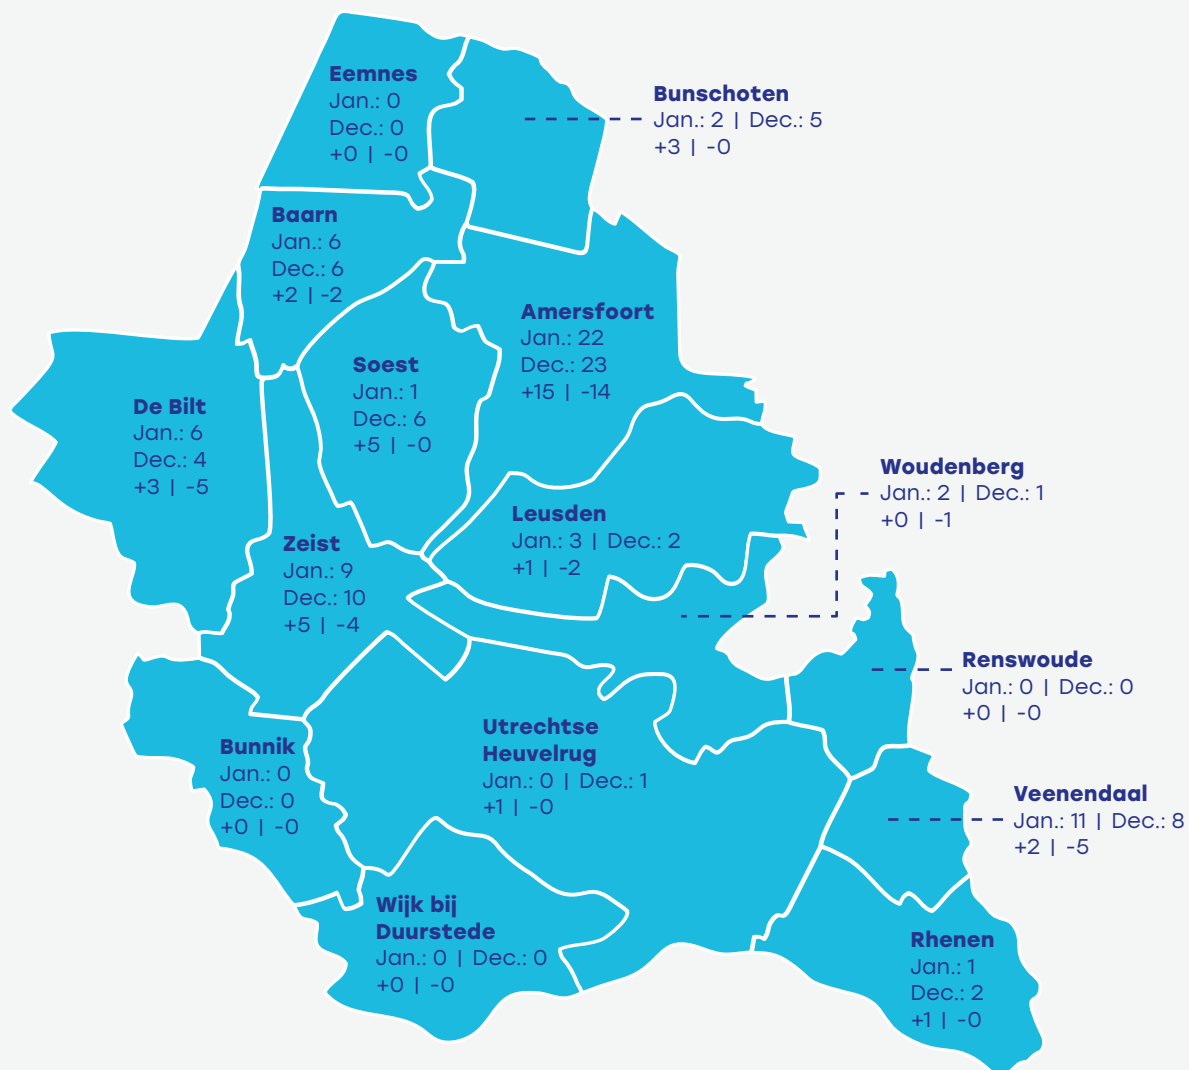 Eemnes
Jan.: 0
Dec.: 0
+0 | -0
Bunschoten
Jan.: 2 | Dec.: 5
+3 | -0
Baarn
Jan.: 6
Dec.: 6
+2 | -2
Amersfoort
Jan.: 22
Dec.: 23
+15 | -14
Soest
Jan.: 1
Dec.: 6
+5 | -0
De Bilt
Jan.: 6
Dec.: 4
+3 | -5
Woudenberg
Jan.: 2 | Dec.: 1
+0 | -1
Leusden
Jan.: 3 | Dec.: 2
+1 | -2
Zeist
Jan.: 9
Dec.: 10
+5 | -4
Renswoude
Jan.: 0 | Dec.: 0
+0 | -0
Utrechtse
Heuvelrug
Jan.: 0 | Dec.: 1
+1 | -0
Bunnik
Jan.: 0
Dec.: 0
+0 | -0
Veenendaal
Jan.: 11 | Dec.: 8
+2 | -5
Wijk bij
Duurstede
Jan.: 0 | Dec.: 0
+0 | -0
Rhenen
Jan.: 1
Dec.: 2
+1 | -0